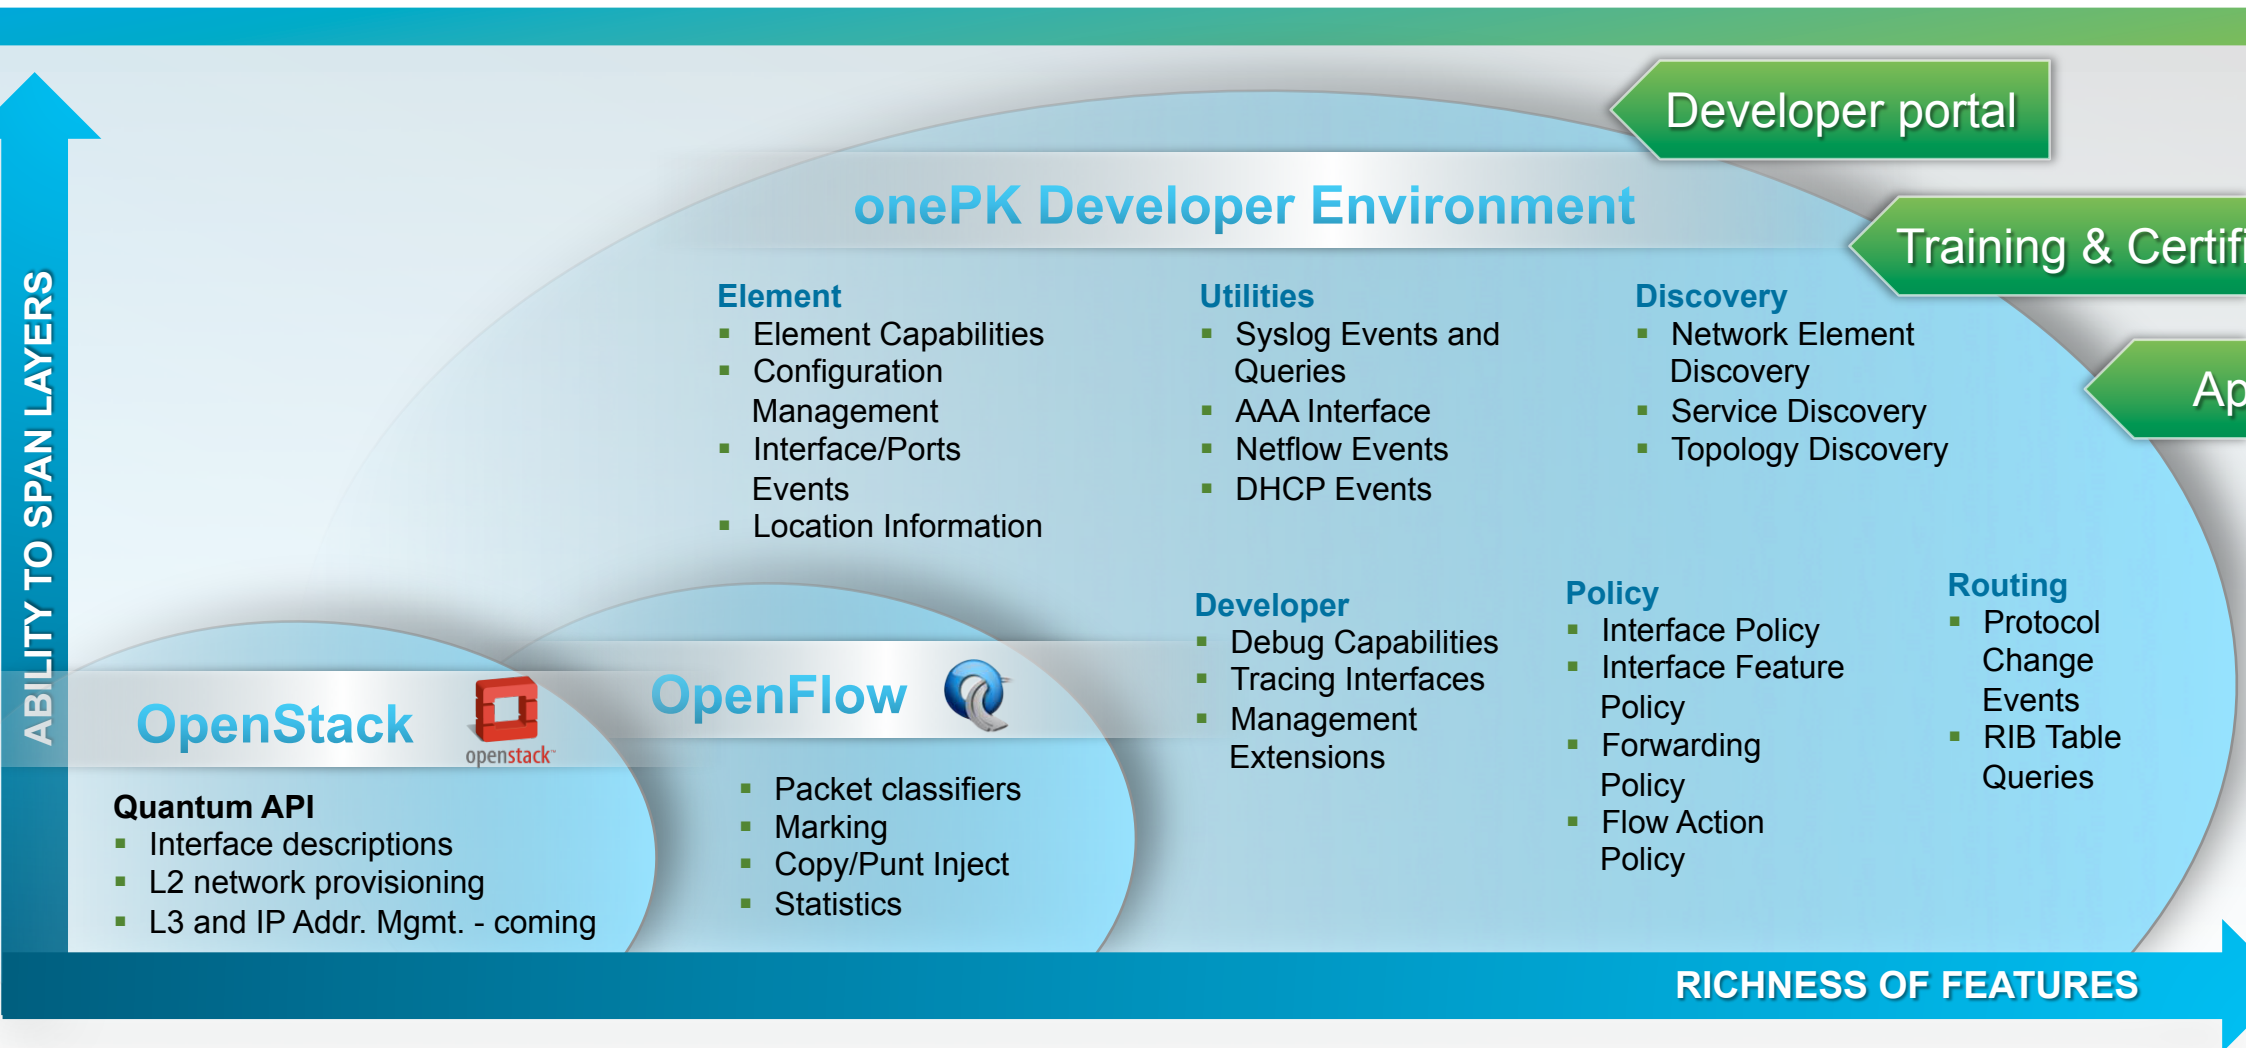 Developer portal
onePK Developer Environment
Training & Certifi
Ap
Element
Element Capabilities
Configuration
Management
Interface/Ports
Events
Location Information
Utilities
Syslog Events and
Queries
AAA Interface
Netflow Events
DHCP Events
Discovery
Network Element
Discovery
Service Discovery
Topology Discovery
Developer
Debug Capabilities
Tracing Interfaces
Management
Extensions
Policy
Interface Policy
Interface Feature
Policy
Forwarding
Policy
Flow Action
Policy
Routing
Protocol
Change
Events
RIB Table
Queries
OpenFlow
Packet classifiers
Marking
Copy/Punt Inject
Statistics
OpenStack
openstack™
Quantum API
Interface descriptions
L2 network provisioning
L3 and IP Addr. Mgmt. - coming
ABILITY TO SPAN LAYERS
RICHNESS OF FEATURES